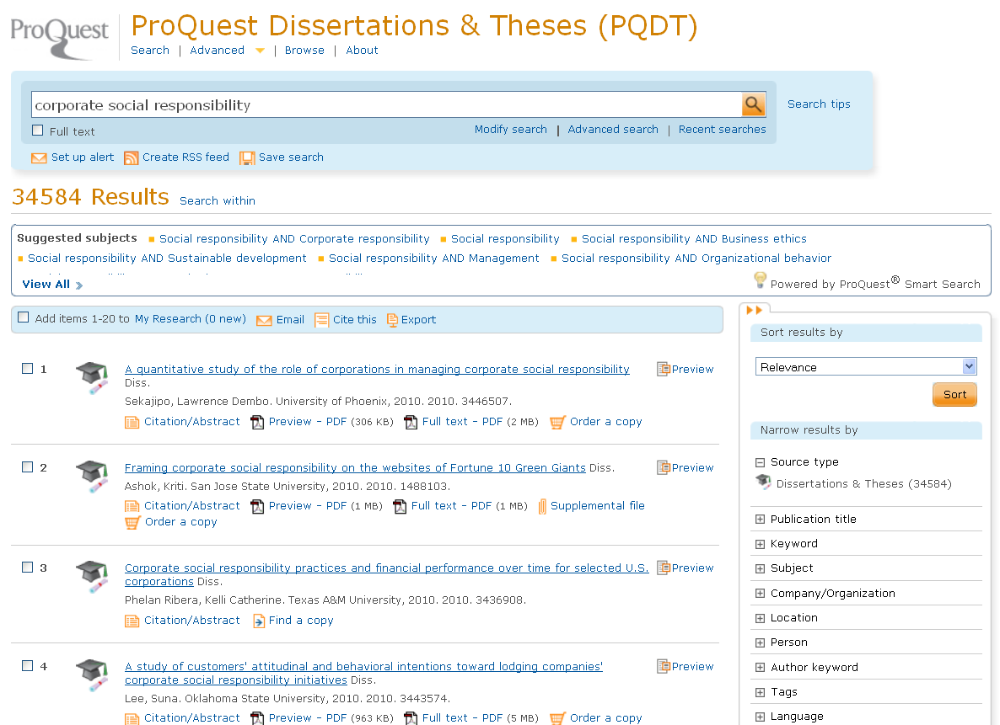 ProQuest
ProQuest Dissertations & Theses (PQDT)
Search | Advanced | Browse | About
corporate social responsibility
Search tips
Full text
Modify search | Advanced search | Recent searches
Set up alert Create RSS feed Save search
34584 Results Search within
Suggested subjects Social responsibility AND Corporate responsibility Social responsibility Social responsibility AND Business ethics
Social responsibility AND Sustainable development Social responsibility AND Management Social responsibility AND Organizational behavior
View All
Powered by ProQuest® Smart Search
Add items 1-20 to My Research (0 new) Email Cite this Export
1
A quantitative study of the role of corporations in managing corporate social responsibility
Diss.
Preview
Sekajipo, Lawrence Dembo. University of Phoenix, 2010. 2010. 3446507.
Citation/Abstract Preview - PDF (306 KB) Full text - PDF (2 MB) Order a copy
2
Framing corporate social responsibility on the websites of Fortune 10 Green Giants Diss.
Preview
Ashok, Kriti. San Jose State University, 2010. 2010. 1488103.
Citation/Abstract Preview - PDF (1 MB) Full text - PDF (1 MB) Supplemental file
Order a copy
3
Corporate social responsibility practices and financial performance over time for selected U.S.
corporations Diss.
Preview
Phelan Ribera, Kelli Catherine. Texas A&M University, 2010. 2010. 3436908.
Citation/Abstract Find a copy
4
A study of customers' attitudinal and behavioral intentions toward lodging companies'
corporate social responsibility initiatives Diss.
Preview
Lee, Suna. Oklahoma State University, 2010. 2010. 3443574.
Citation/Abstract Preview - PDF (963 KB) Full text - PDF (5 MB) Order a copy
Sort results by
Relevance
Sort
Narrow results by
Source type
Dissertations & Theses (34584)
Publication title
Keyword
Subject
Company/Organization
Location
Person
Author keyword
Tags
Language